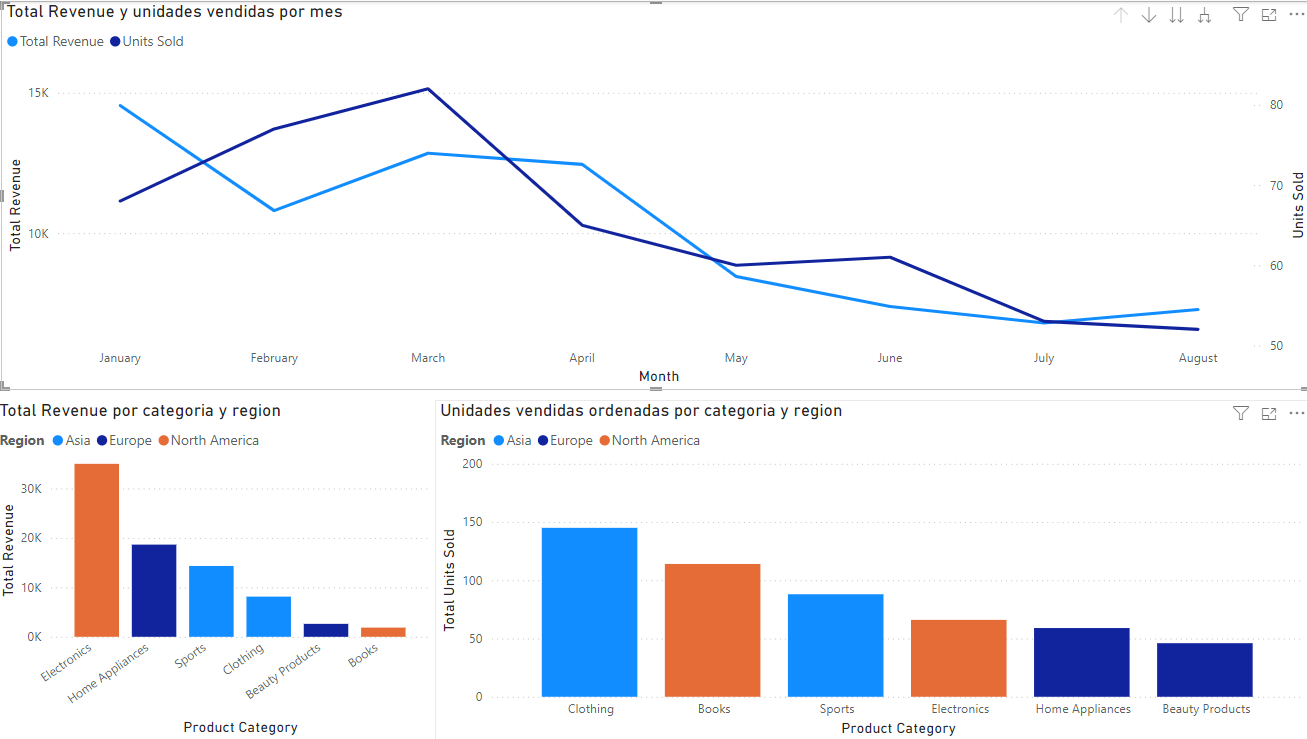 Total Revenue y unidades vendidas por mes
Total Revenue Units Sold
15K
10K
Total Revenue
80
70
60
50
Units Sold
January February March April May June July August
Month
Total Revenue por categoria y region
Region Asia Europe North America
30K
20K
10K
0K
Total Revenue
Electronics Home Appliances Sports Clothing Beauty Products Books
Product Category
Unidades vendidas ordenadas por categoria y region
Region Asia Europe North America
200
150
100
50
0
Total Units Sold
Clothing Books Sports Electronics Home Appliances Beauty Products
Product Category